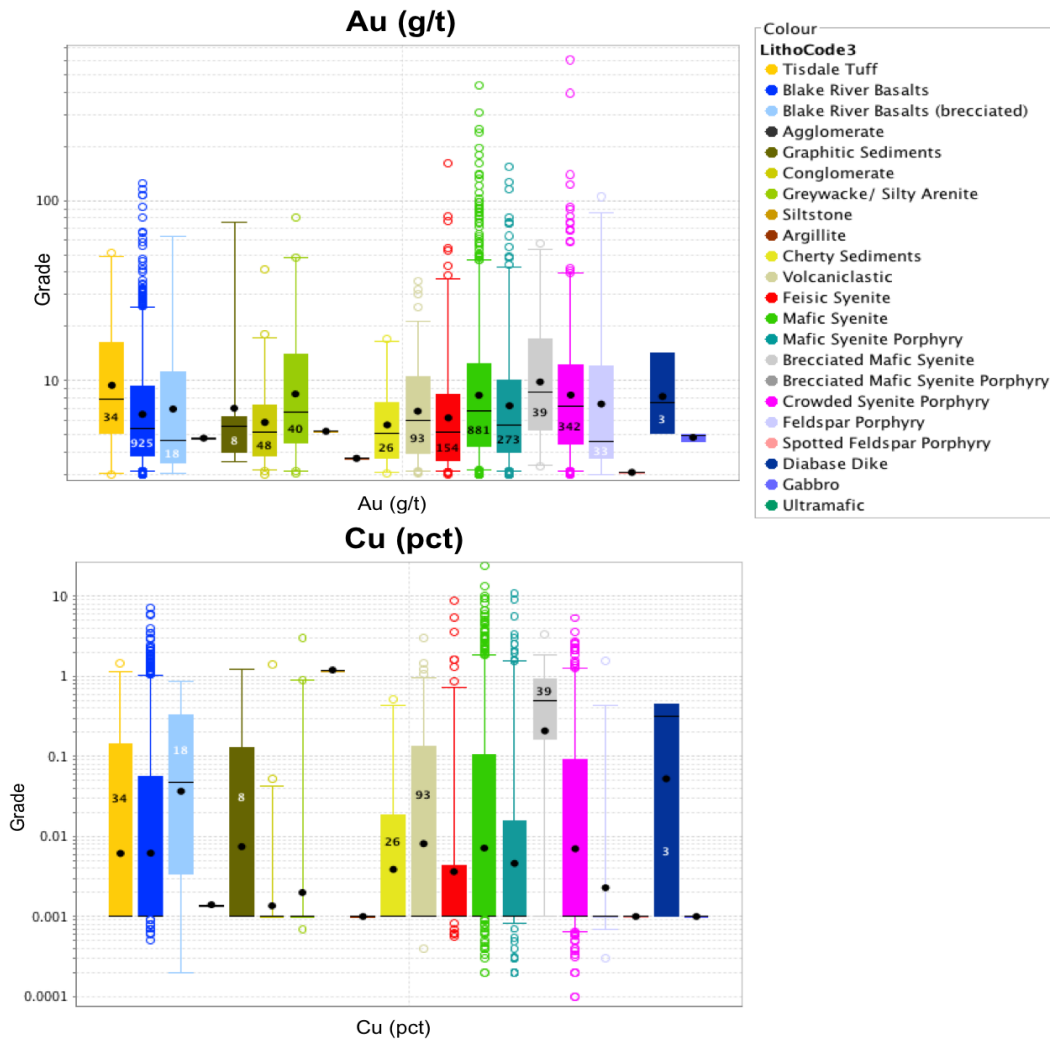 Au (g/t)
Grade
100
10
34
925
18
8
48
40
26
93
154
881
273
39
342
33
3
Au (g/t)
Colour
LithoCode3
Tisdale Tuff
Blake River Basalts
Blake River Basalts (brecciated)
Agglomerate
Graphitic Sediments
Conglomerate
Greywacke/ Silty Arenite
Siltstone
Argillite
Cherty Sediments
Volcaniclastic
Feisic Syenite
Mafic Syenite
Mafic Syenite Porphyry
Brecciated Mafic Syenite
Brecciated Mafic Syenite Porphyry
Crowded Syenite Porphyry
Feldspar Porphyry
Spotted Feldspar Porphyry
Diabase Dike
Gabbro
Ultramafic
Cu (pct)
Grade
10
1
0.1
0.01
0.001
0.0001
34
18
8
26
93
39
3
Cu (pct)